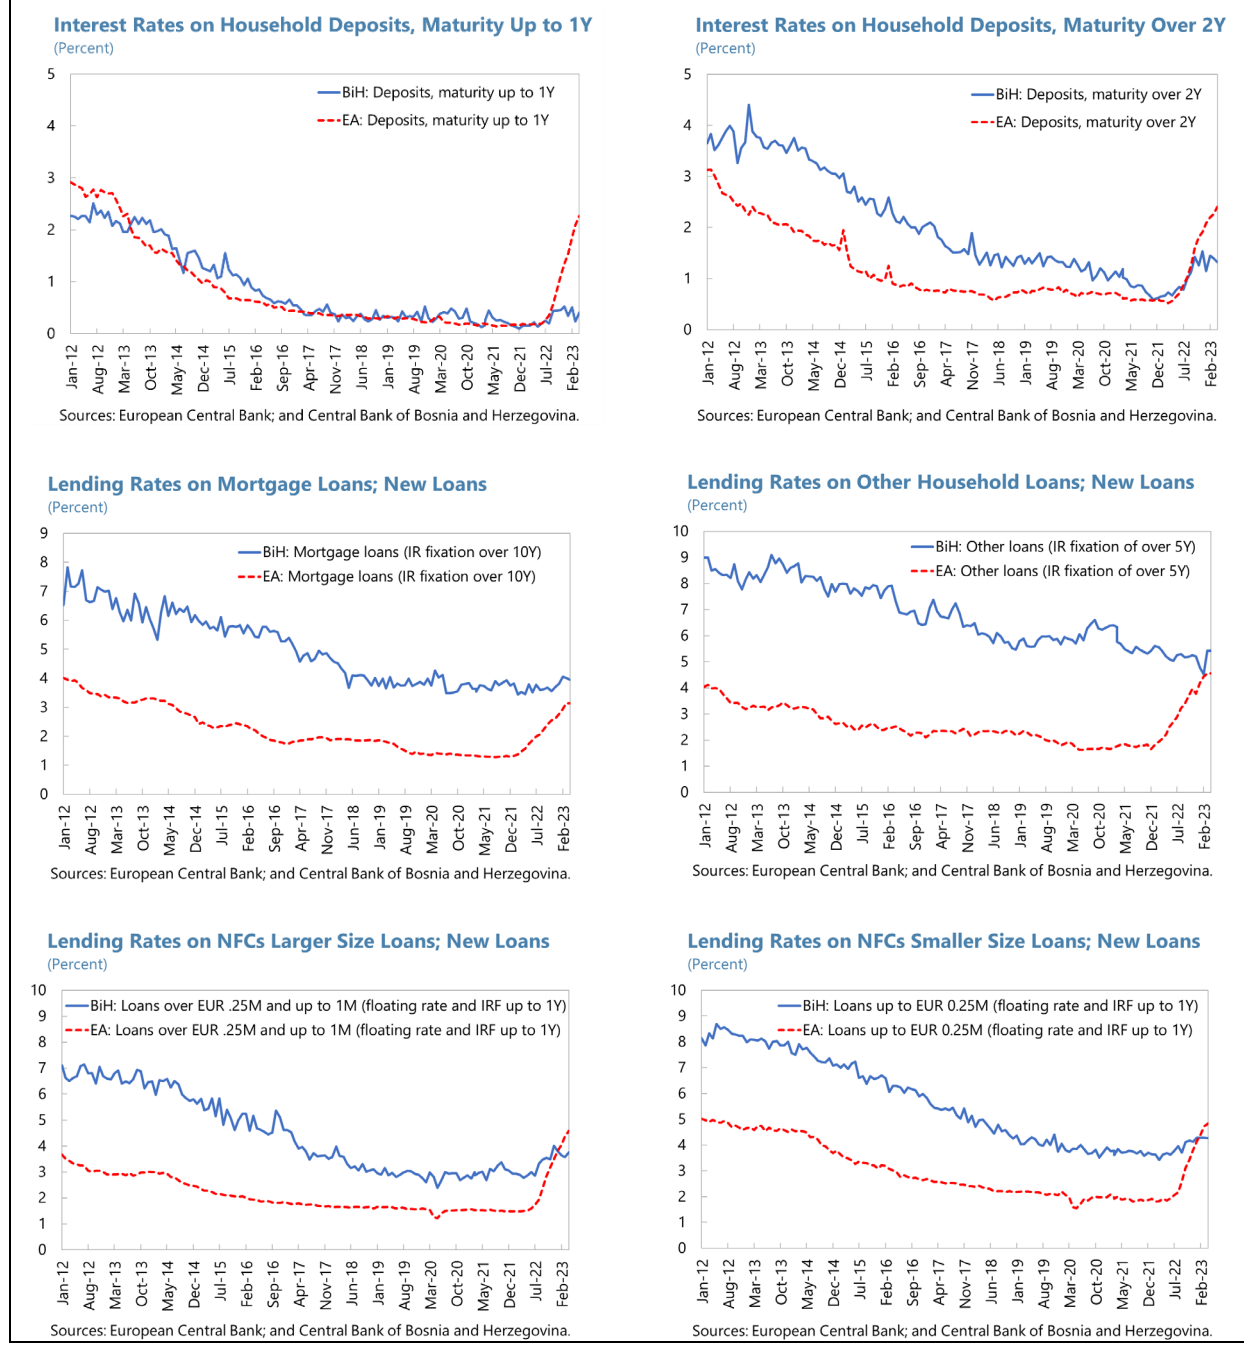 Interest Rates on Household Deposits, Maturity Up to 1Y
(Percent)
5
4
3
2
1
0
BiH: Deposits, maturity up to 1Y
EA: Deposits, maturity up to 1Y
Jan-12
Aug-12
Mar-13
Oct-13
May-14
Dec-14
Jul-15
Feb-16
Sep-16
Apr-17
Nov-17
Jun-18
Jan-19
Aug-19
Mar-20
Oct-20
May-21
Dec-21
Jul-22
Feb-23
Sources: European Central Bank; and Central Bank of Bosnia and Herzegovina.
Interest Rates on Household Deposits, Maturity Over 2Y
(Percent)
5
4
3
2
1
0
BiH: Deposits, maturity over 2Y
EA: Deposits, maturity over 2Y
Jan-12
Aug-12
Mar-13
Oct-13
May-14
Dec-14
Jul-15
Feb-16
Sep-16
Apr-17
Nov-17
Jun-18
Jan-19
Aug-19
Mar-20
Oct-20
May-21
Dec-21
Jul-22
Feb-23
Sources: European Central Bank; and Central Bank of Bosnia and Herzegovina.
Lending Rates on Mortgage Loans; New Loans
(Percent)
9
8
7
6
5
4
3
2
1
0
BiH: Mortgage loans (IR fixation over 10Y)
EA: Mortgage loans (IR fixation over 10Y)
Jan-12
Aug-12
Mar-13
Oct-13
May-14
Dec-14
Jul-15
Feb-16
Sep-16
Apr-17
Nov-17
Jun-18
Jan-19
Aug-19
Mar-20
Oct-20
May-21
Dec-21
Jul-22
Feb-23
Sources: European Central Bank; and Central Bank of Bosnia and Herzegovina.
Lending Rates on Other Household Loans; New Loans
(Percent)
10
9
8
7
6
5
4
3
2
1
0
BiH: Other loans (IR fixation of over 5Y)
EA: Other loans (IR fixation of over 5Y)
Jan-12
Aug-12
Mar-13
Oct-13
May-14
Dec-14
Jul-15
Feb-16
Sep-16
Apr-17
Nov-17
Jun-18
Jan-19
Aug-19
Mar-20
Oct-20
May-21
Dec-21
Jul-22
Feb-23
Sources: European Central Bank; and Central Bank of Bosnia and Herzegovina.
Lending Rates on NFCs Larger Size Loans; New Loans
(Percent)
10
9
8
7
6
5
4
3
2
1
0
BiH: Loans over EUR .25M and up to 1M (floating rate and IRF up to 1Y)
EA: Loans over EUR .25M and up to 1M (floating rate and IRF up to 1Y)
Jan-12
Aug-12
Mar-13
Oct-13
May-14
Dec-14
Jul-15
Feb-16
Sep-16
Apr-17
Nov-17
Jun-18
Jan-19
Aug-19
Mar-20
Oct-20
May-21
Dec-21
Jul-22
Feb-23
Sources: European Central Bank; and Central Bank of Bosnia and Herzegovina.
Lending Rates on NFCs Smaller Size Loans; New Loans
(Percent)
10
9
8
7
6
5
4
3
2
1
0
BiH: Loans up to EUR 0.25M (floating rate and IRF up to 1Y)
EA: Loans up to EUR 0.25M (floating rate and IRF up to 1Y)
Jan-12
Aug-12
Mar-13
Oct-13
May-14
Dec-14
Jul-15
Feb-16
Sep-16
Apr-17
Nov-17
Jun-18
Jan-19
Aug-19
Mar-20
Oct-20
May-21
Dec-21
Jul-22
Feb-23
Sources: European Central Bank; and Central Bank of Bosnia and Herzegovina.